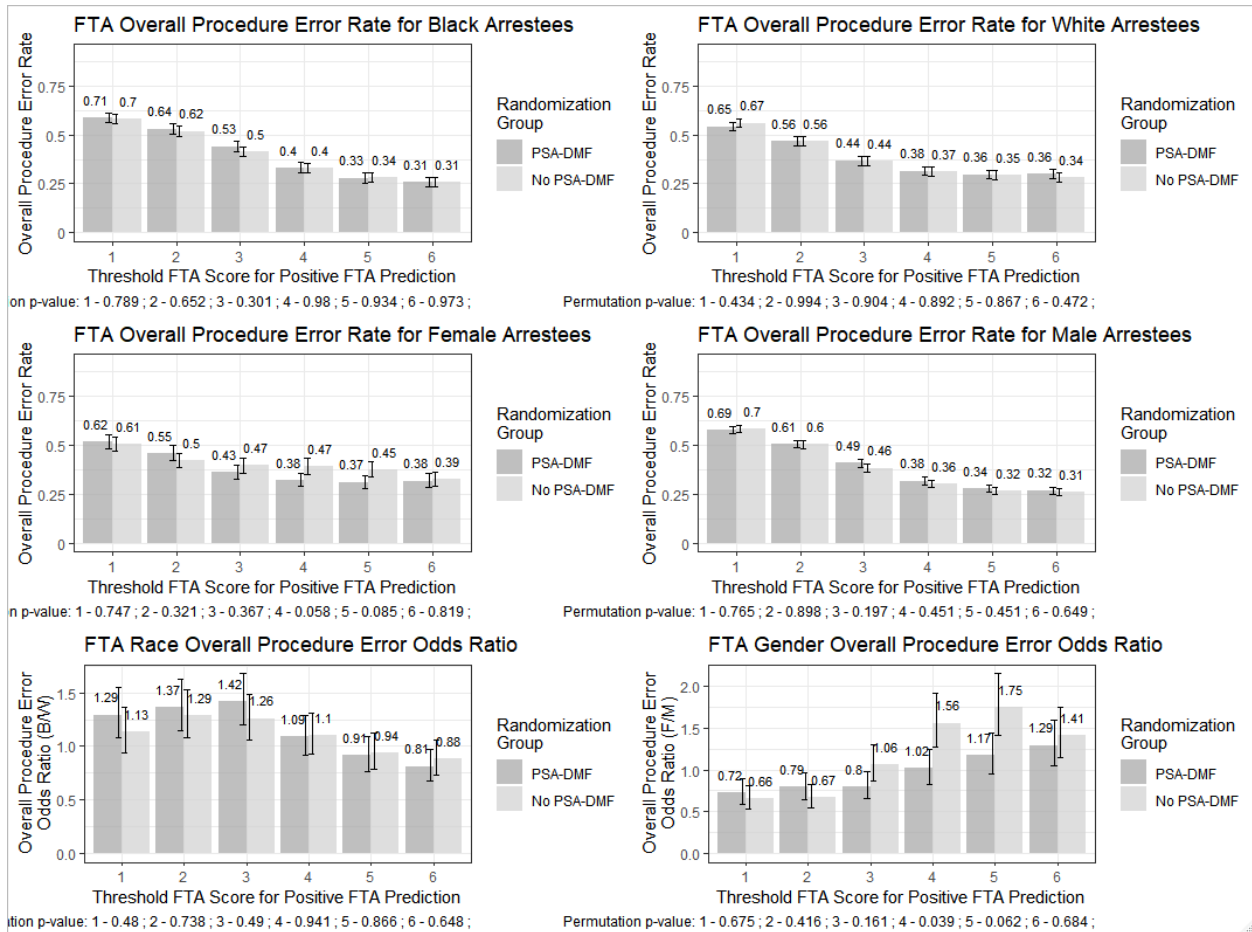 FTA Overall Procedure Error Rate for Black Arrestees
Overall Procedure Error Rate
0.75
0.5
0.25
0
0.71 0.7 0.64 0.62 0.53 0.5 0.4 0.4 0.33 0.34 0.31 0.31
1 2 3 4 5 6
Threshold FTA Score for Positive FTA Prediction
on p-value: 1 - 0.789 ; 2 - 0.652 ; 3 - 0.301 ; 4 - 0.98 ; 5 - 0.934 ; 6 - 0.973 ;
Randomization
Group
PSA-DMF
No PSA-DMF
FTA Overall Procedure Error Rate for White Arrestees
Overall Procedure Error Rate
0.75
0.5
0.25
0
0.65 0.67 0.56 0.56 0.44 0.44 0.38 0.37 0.36 0.35 0.36 0.34
1 2 3 4 5 6
Threshold FTA Score for Positive FTA Prediction
Permutation p-value: 1 - 0.434 ; 2 - 0.994 ; 3 - 0.904 ; 4 - 0.892 ; 5 - 0.867 ; 6 - 0.472 ;
Randomization
Group
PSA-DMF
No PSA-DMF
FTA Overall Procedure Error Rate for Female Arrestees
Overall Procedure Error Rate
0.75
0.5
0.25
0
0.62 0.61 0.55 0.5 0.43 0.47 0.38 0.47 0.37 0.45 0.38 0.39
1 2 3 4 5 6
Threshold FTA Score for Positive FTA Prediction
n p-value: 1 - 0.747 ; 2 - 0.321 ; 3 - 0.367 ; 4 - 0.058 ; 5 - 0.085 ; 6 - 0.819 ;
Randomization
Group
PSA-DMF
No PSA-DMF
FTA Overall Procedure Error Rate for Male Arrestees
Overall Procedure Error Rate
0.75
0.5
0.25
0
0.69 0.7 0.61 0.6 0.49 0.46 0.38 0.36 0.34 0.32 0.32 0.31
1 2 3 4 5 6
Threshold FTA Score for Positive FTA Prediction
Permutation p-value: 1 - 0.765 ; 2 - 0.898 ; 3 - 0.197 ; 4 - 0.451 ; 5 - 0.451 ; 6 - 0.649 ;
Randomization
Group
PSA-DMF
No PSA-DMF
FTA Race Overall Procedure Error Odds Ratio
Overall Procedure Error
Odds Ratio (B/W)
1.5
1.0
0.5
0.0
1.29 1.13 1.37 1.29 1.42 1.26 1.09 1.1 0.91 0.94 0.81 0.88
1 2 3 4 5 6
Threshold FTA Score for Positive FTA Prediction
ation p-value: 1 - 0.48 ; 2 - 0.738 ; 3 - 0.49 ; 4 - 0.941 ; 5 - 0.866 ; 6 - 0.648 ;
Randomization
Group
PSA-DMF
No PSA-DMF
FTA Gender Overall Procedure Error Odds Ratio
Overall Procedure Error
Odds Ratio (F/M)
2.0
1.5
1.0
0.5
0.0
0.72 0.66 0.79 0.67 0.8 1.06 1.02 1.56 1.17 1.75 1.29 1.41
1 2 3 4 5 6
Threshold FTA Score for Positive FTA Prediction
Permutation p-value: 1 - 0.675 ; 2 - 0.416 ; 3 - 0.161 ; 4 - 0.039 ; 5 - 0.062 ; 6 - 0.684 ;
Randomization
Group
PSA-DMF
No PSA-DMF